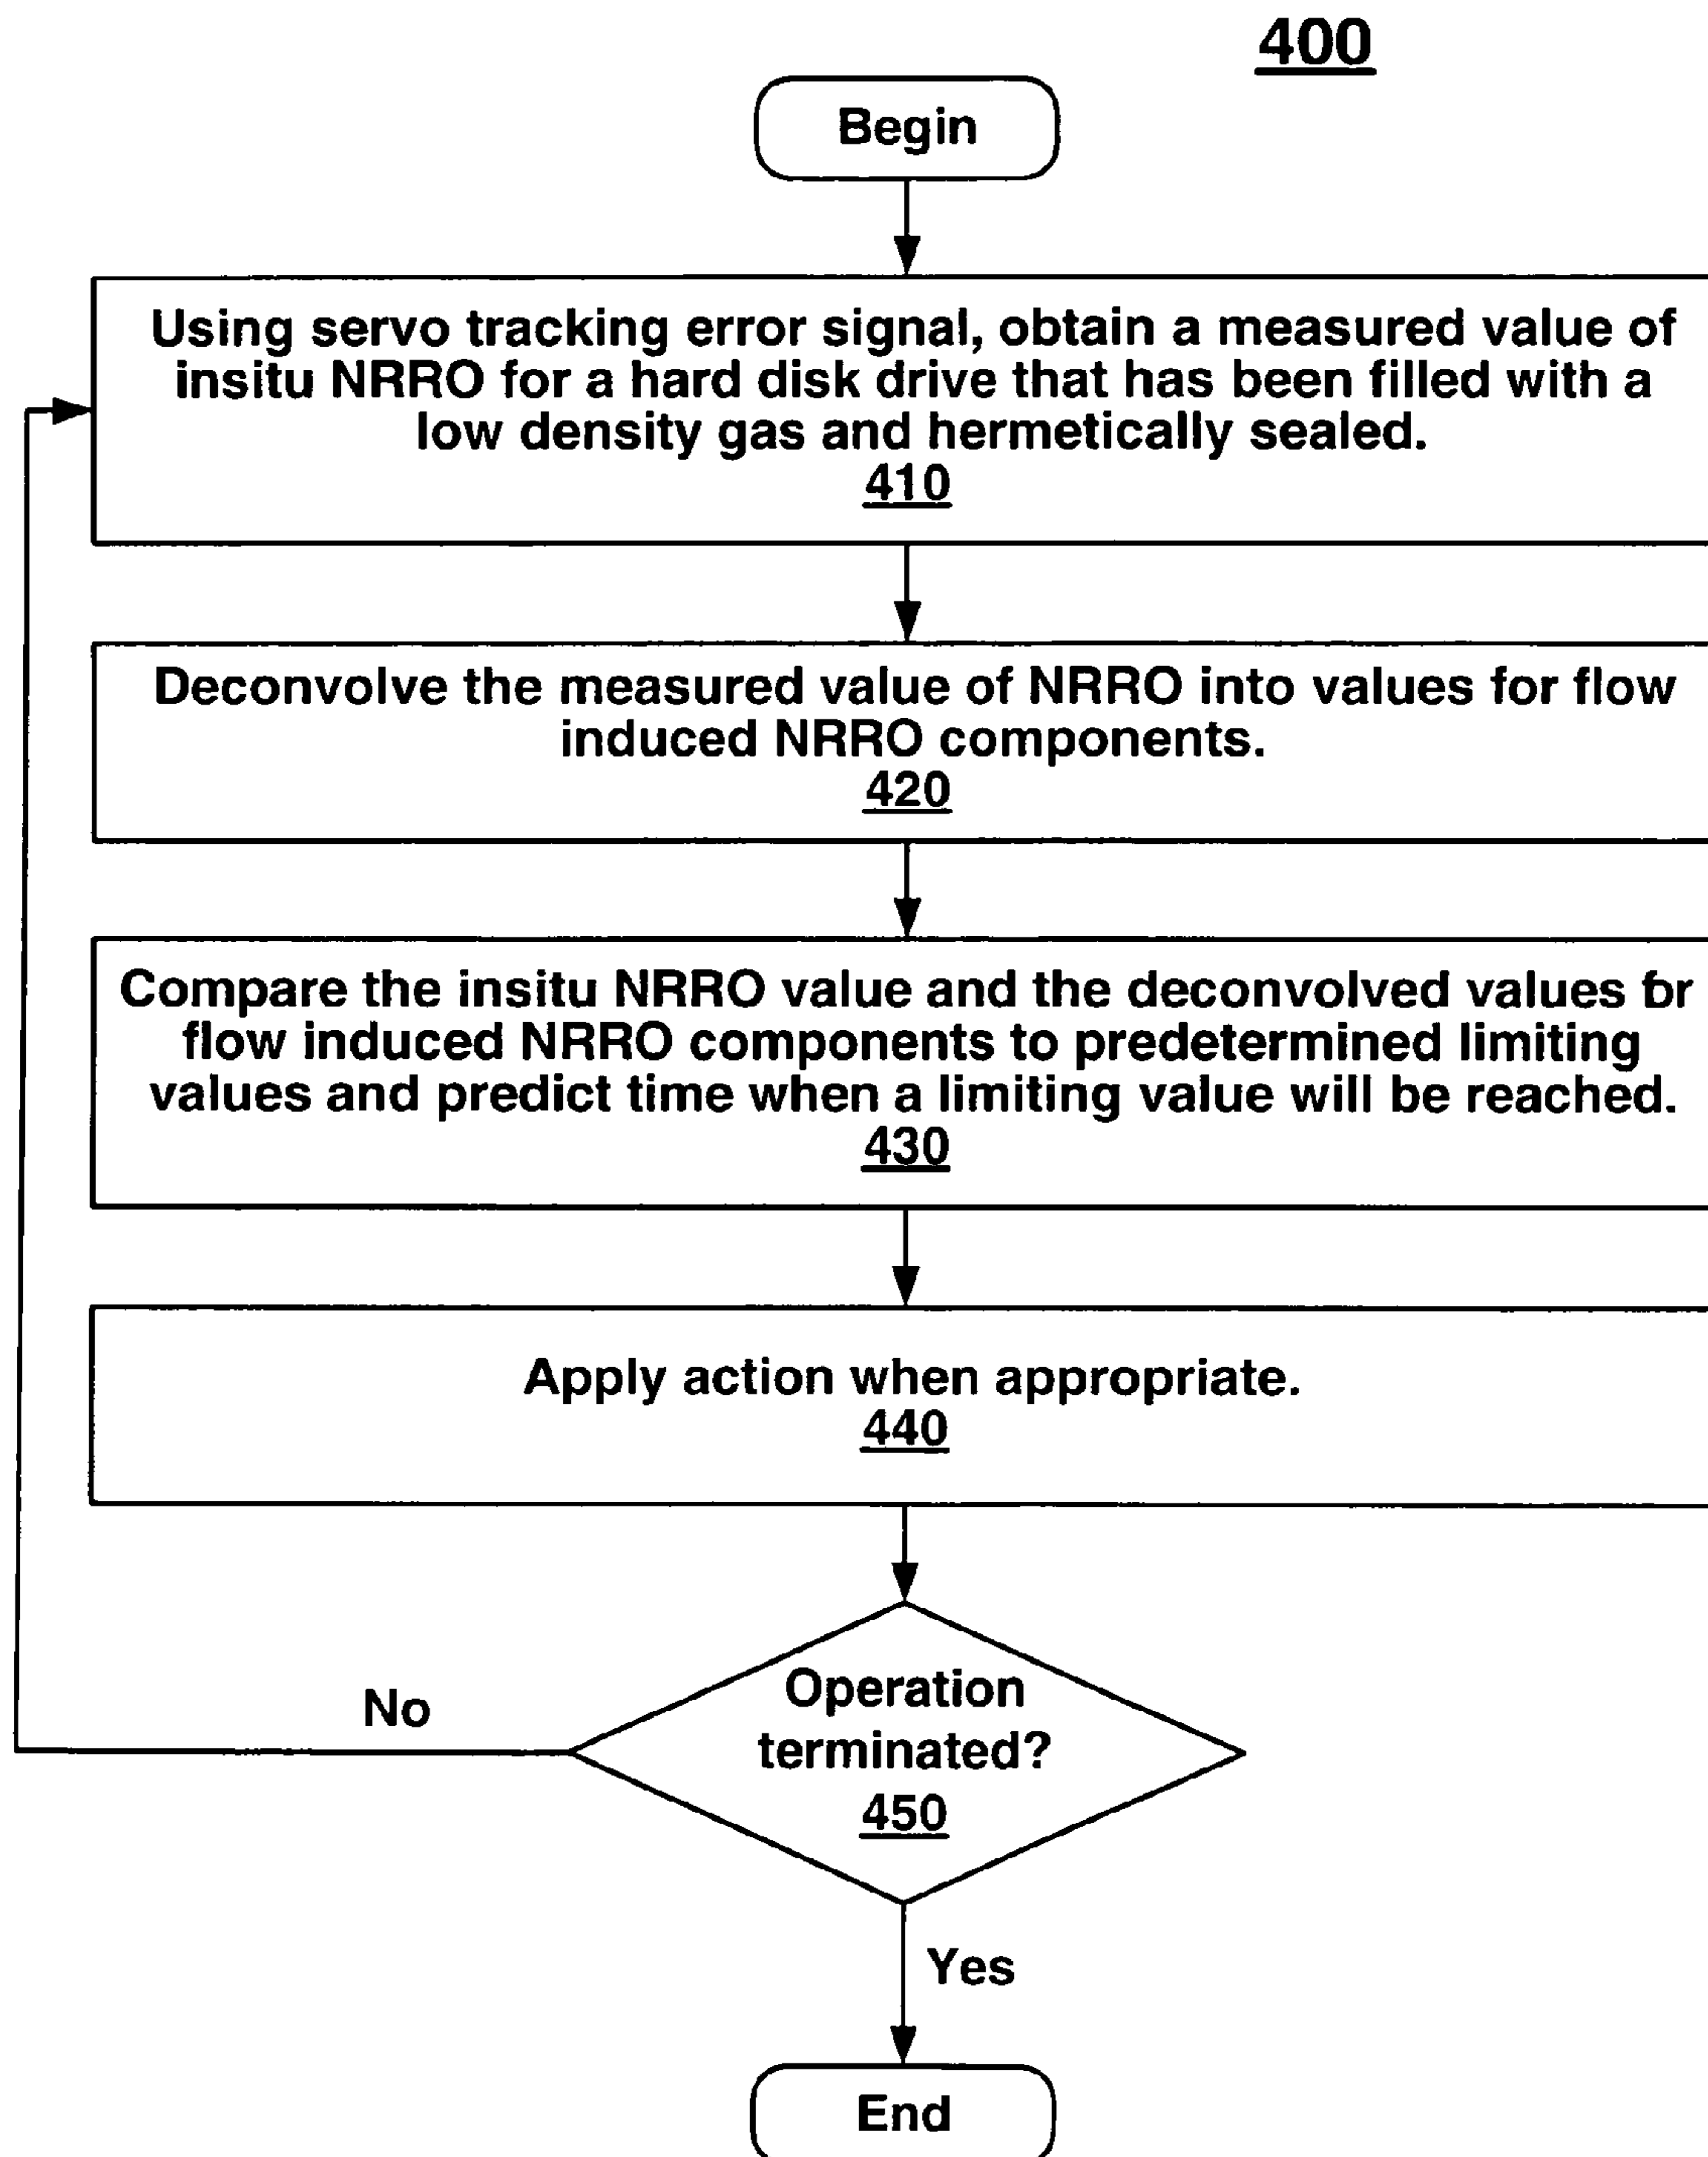 400
Begin
Using servo tracking error signal, obtain a measured value of
insitu NRRO for a hard disk drive that has been filled with a
low density gas and hermetically sealed.
410
Deconvolve the measured value of NRRO into values for flow
induced NRRO components.
420
Compare the insitu NRRO value and the deconvolved values for
flow induced NRRO components to predetermined limiting
values and predict time when a limiting value will be reached.
430
Apply action when appropriate.
440
Operation
terminated?
450
No
Yes
End